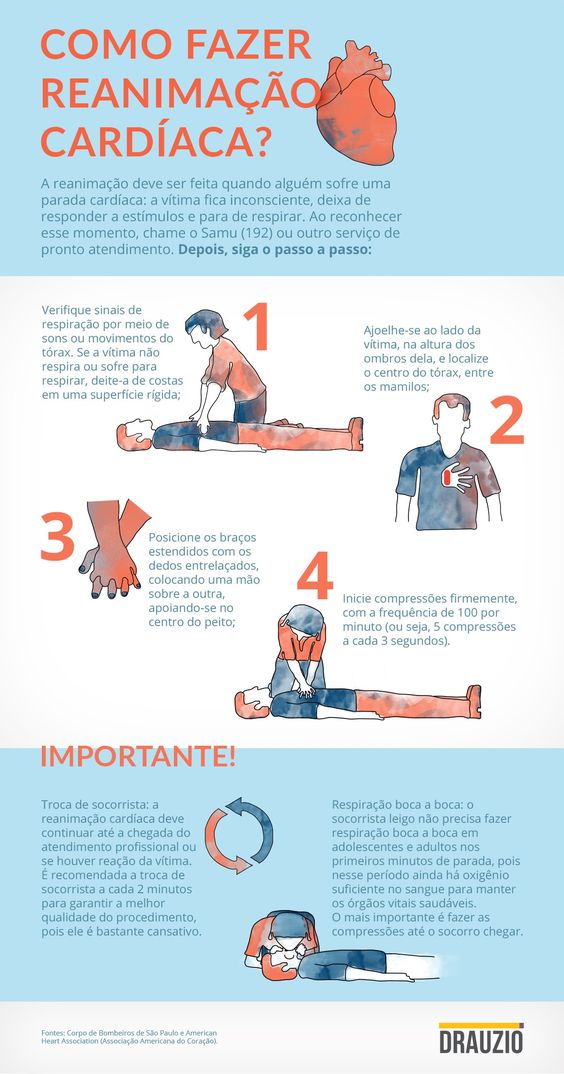 COMO FAZER
REANIMAÇÃO
CARDÍACA?
A reanimação deve ser feita quando alguém sofre uma
parada cardíaca: a vítima fica inconsciente, deixa de
responder a estímulos e para de respirar. Ao reconhecer
esse momento, chame o Samu (192) ou outro serviço de
pronto atendimento. Depois, siga o passo a passo:
1
Verifique sinais de
respiração por meio de
sons ou movimentos do
tórax. Se a vítima não
respira ou sofre para
respirar, deite-a de costas
em uma superfície rígida;
2
Ajoelhe-se ao lado da
vítima, na altura dos
ombros dela, e localize
o centro do tórax, entre
os mamilos;
3
Posicione os braços
estendidos com os
dedos entrelaçados,
colocando uma mão
sobre a outra,
apoiando-se no
centro do peito;
4
Inicie compressões firmemente,
com a frequência de 100 por
minuto (ou seja, 5 compressões
a cada 3 segundos).
IMPORTANTE!
Troca de socorrista: a
reanimação cardíaca deve
continuar até a chegada do
atendimento profissional ou
se houver reação da vítima.
É recomendada a troca de
socorrista a cada 2 minutos
para garantir a melhor
qualidade do procedimento,
pois ele é bastante cansativo.
Respiração boca a boca: o
socorrista leigo não precisa fazer
respiração boca a boca em
adolescentes e adultos nos
primeiros minutos de parada, pois
nesse período ainda há oxigênio
suficiente no sangue para manter
os órgãos vitais saudáveis.
O mais importante é fazer as
compressões até o socorro chegar.
Fontes: Corpo de Bombeiros de São Paulo e American
Heart Association (Associação Americana do Coração).
DRAUZIO